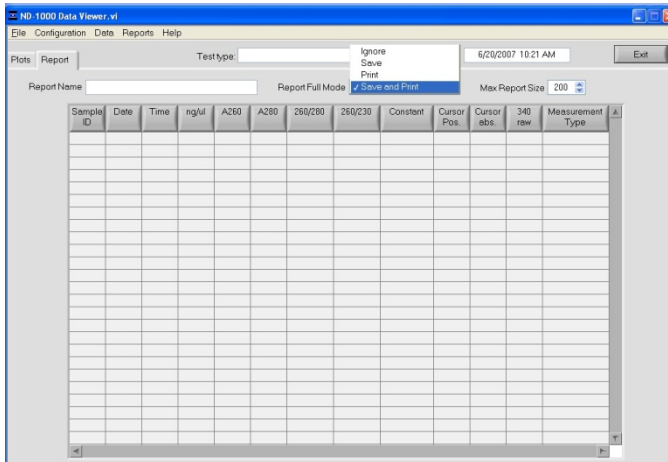 ND-1000 Data Viewer.vi
File Configuration Data Reports Help
Plots Report Test type: 6/20/2007 10:21 AM Exit
Ignore
Save
Print
Report Name Report Full Mode ✓ Save and Print Max Report Size 200
Sample ID Date Time ng/ul A260 A280 260/280 260/230 Constant Cursor Pos. Cursor abs. 340 raw Measurement Type